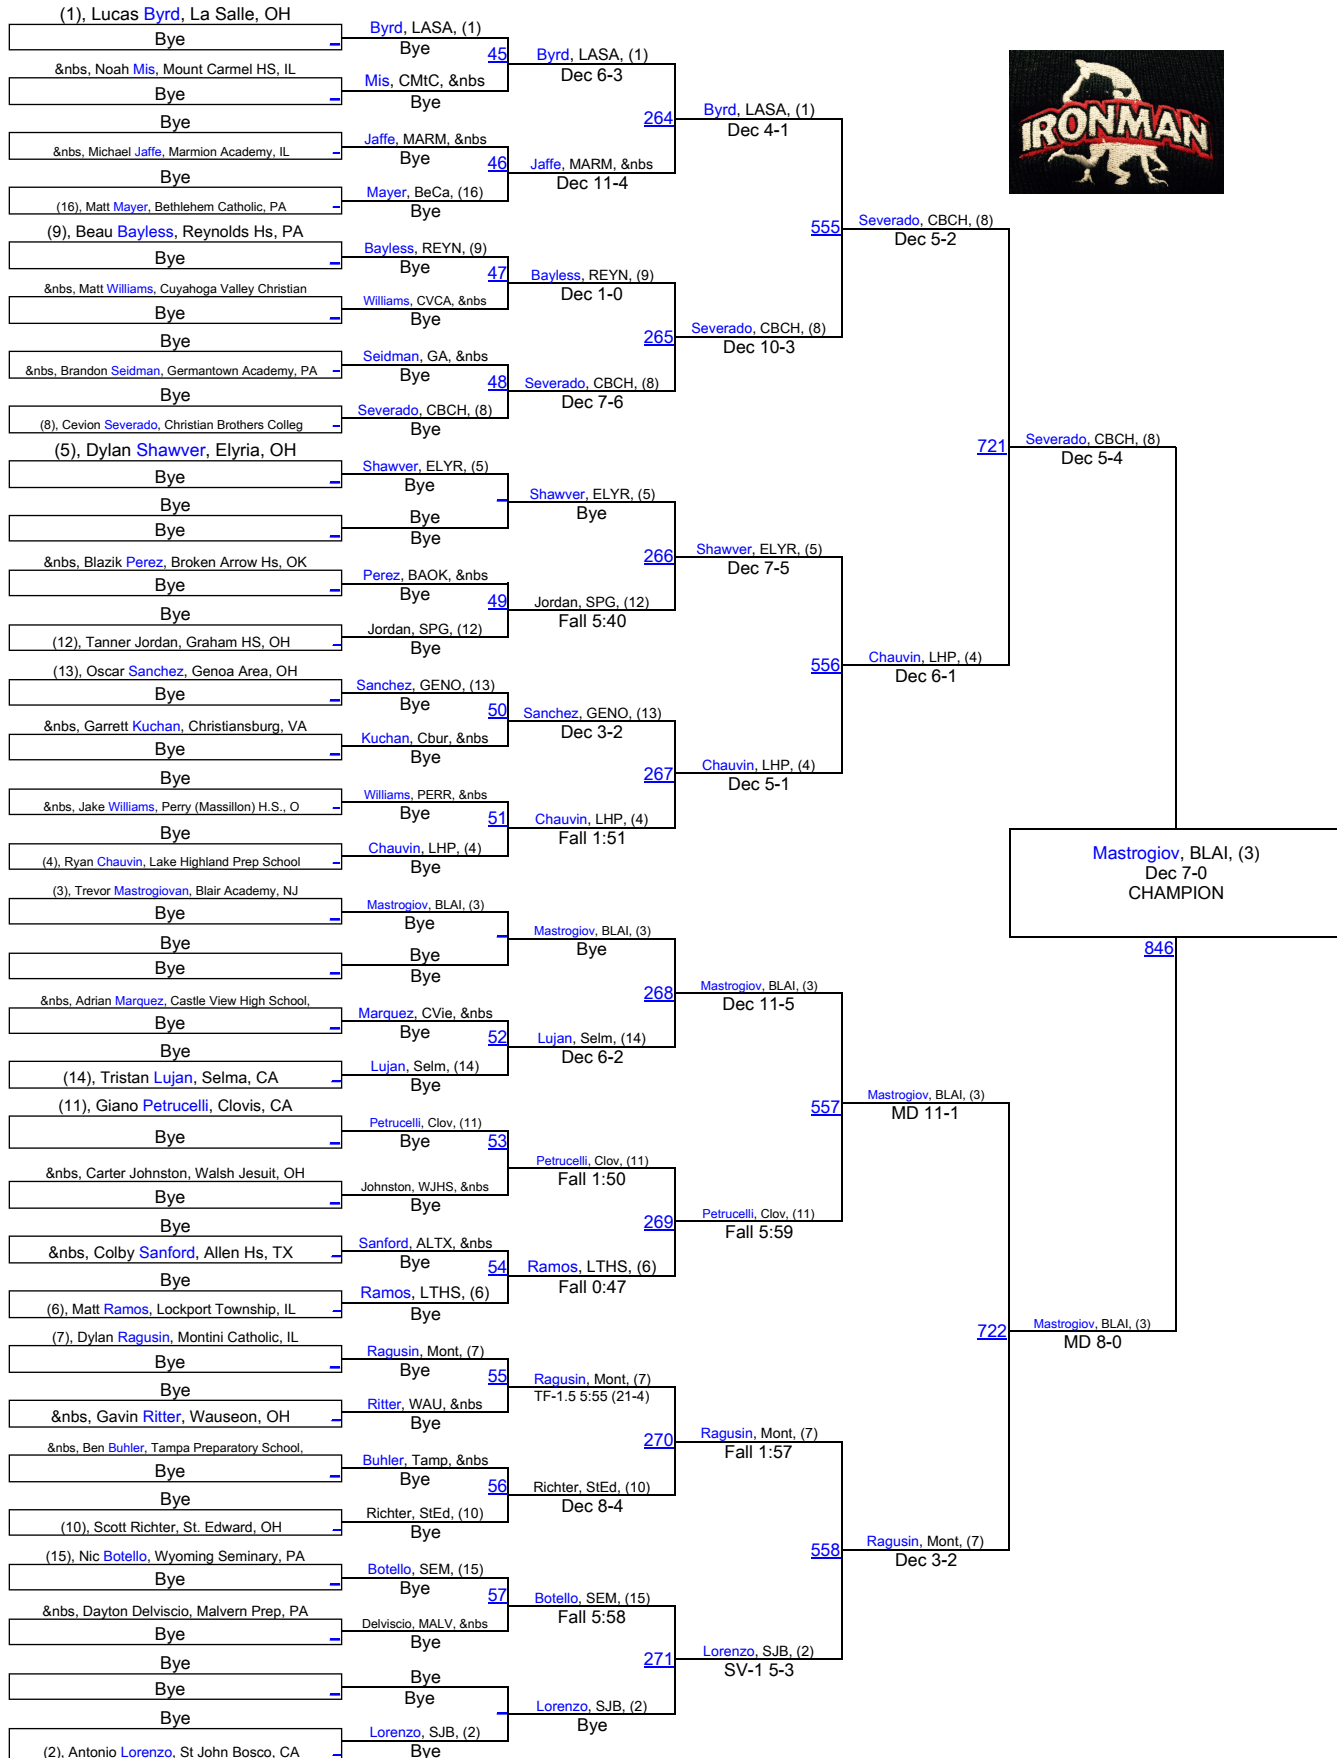 (1), Lucas Byrd, La Salle, OH
Bye
&nbs, Noah Mis, Mount Carmel HS, IL
Bye
Bye
&nbs, Michael Jaffe, Marmion Academy, IL
Bye
(16), Matt Mayer, Bethlehem Catholic, PA
(9), Beau Bayless, Reynolds Hs, PA
Bye
&nbs, Matt Williams, Cuyahoga Valley Christian
Bye
Bye
&nbs, Brandon Seidman, Germantown Academy, PA
Bye
(8), Cevion Severado, Christian Brothers Colleg
(5), Dylan Shawver, Elyria, OH
Bye
Bye
Bye
&nbs, Blazik Perez, Broken Arrow Hs, OK
Bye
Bye
(12), Tanner Jordan, Graham HS, OH
(13), Oscar Sanchez, Genoa Area, OH
Bye
&nbs, Garrett Kuchan, Christiansburg, VA
Bye
Bye
&nbs, Jake Williams, Perry (Massillon) H.S., O
Bye
(4), Ryan Chauvin, Lake Highland Prep School
(3), Trevor Mastrogiovan, Blair Academy, NJ
Bye
Bye
Bye
&nbs, Adrian Marquez, Castle View High School,
Bye
Bye
(14), Tristan Lujan, Selma, CA
(11), Giano Petrucelli, Clovis, CA
Bye
&nbs, Carter Johnston, Walsh Jesuit, OH
Bye
Bye
&nbs, Colby Sanford, Allen Hs, TX
Bye
(6), Matt Ramos, Lockport Township, IL
(7), Dylan Ragusin, Montini Catholic, IL
Bye
Bye
&nbs, Gavin Ritter, Wauseon, OH
&nbs, Ben Buhler, Tampa Preparatory School,
Bye
Bye
(10), Scott Richter, St. Edward, OH
(15), Nic Botello, Wyoming Seminary, PA
Bye
&nbs, Dayton Delviscio, Malvern Prep, PA
Bye
Bye
Bye
Bye
(2), Antonio Lorenzo, St John Bosco, CA
Byrd, LASA, (1)
Bye
45
Mis, CMtC, &nbs
Bye
Jaffe, MARM, &nbs
Bye
46
Mayer, BeCa, (16)
Bye
Bayless, REYN, (9)
Bye
47
Williams, CVCA, &nbs
Bye
Seidman, GA, &nbs
Bye
48
Severado, CBCH, (8)
Bye
Shawver, ELYR, (5)
Bye
Bye
Bye
Perez, BAOK, &nbs
Bye
49
Jordan, SPG, (12)
Bye
Sanchez, GENO, (13)
Bye
50
Kuchan, Cbur, &nbs
Bye
Williams, PERR, &nbs
Bye
51
Chauvin, LHP, (4)
Bye
Mastrogiov, BLAI, (3)
Bye
Bye
Bye
Marquez, CVie, &nbs
Bye
52
Lujan, Selm, (14)
Bye
Petrucelli, Clov, (11)
Bye
53
Johnston, WJHS, &nbs
Bye
Sanford, ALTX, &nbs
Bye
54
Ramos, LTHS, (6)
Bye
Ragusin, Mont, (7)
Bye
55
Ritter, WAU, &nbs
Bye
Buhler, Tamp, &nbs
Bye
56
Richter, StEd, (10)
Bye
Botello, SEM, (15)
Bye
57
Delviscio, MALV, &nbs
Bye
Bye
Bye
Lorenzo, SJB, (2)
Bye
Byrd, LASA, (1)
Dec 6-3
264
Jaffe, MARM, &nbs
Dec 11-4
Bayless, REYN, (9)
Dec 1-0
265
Severado, CBCH, (8)
Dec 7-6
Shawver, ELYR, (5)
Bye
266
Jordan, SPG, (12)
Fall 5:40
Sanchez, GENO, (13)
Dec 3-2
267
Chauvin, LHP, (4)
Fall 1:51
Mastrogiov, BLAI, (3)
Bye
268
Lujan, Selm, (14)
Dec 6-2
Petrucelli, Clov, (11)
Fall 1:50
269
Ramos, LTHS, (6)
Fall 0:47
Ragusin, Mont, (7)
TF-1.5 5:55 (21-4)
270
Richter, StEd, (10)
Dec 8-4
Botello, SEM, (15)
Fall 5:58
271
Lorenzo, SJB, (2)
Bye
Byrd, LASA, (1)
Dec 4-1
555
Severado, CBCH, (8)
Dec 10-3
Shawver, ELYR, (5)
Dec 7-5
556
Chauvin, LHP, (4)
Dec 5-1
Mastrogiov, BLAI, (3)
Dec 11-5
557
Petrucelli, Clov, (11)
Fall 5:59
Ragusin, Mont, (7)
Fall 1:57
558
Lorenzo, SJB, (2)
SV-1 5-3
Severado, CBCH, (8)
Dec 5-2
721
Chauvin, LHP, (4)
Dec 6-1
Mastrogiov, BLAI, (3)
MD 11-1
722
Ragusin, Mont, (7)
Dec 3-2
IRONMAN
Severado, CBCH, (8)
Dec 5-4
Mastrogiov, BLAI, (3)
Dec 7-0
CHAMPION
846
Mastrogiov, BLAI, (3)
MD 8-0